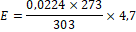 E = 0,0224 × 273 / 303 × 4,7